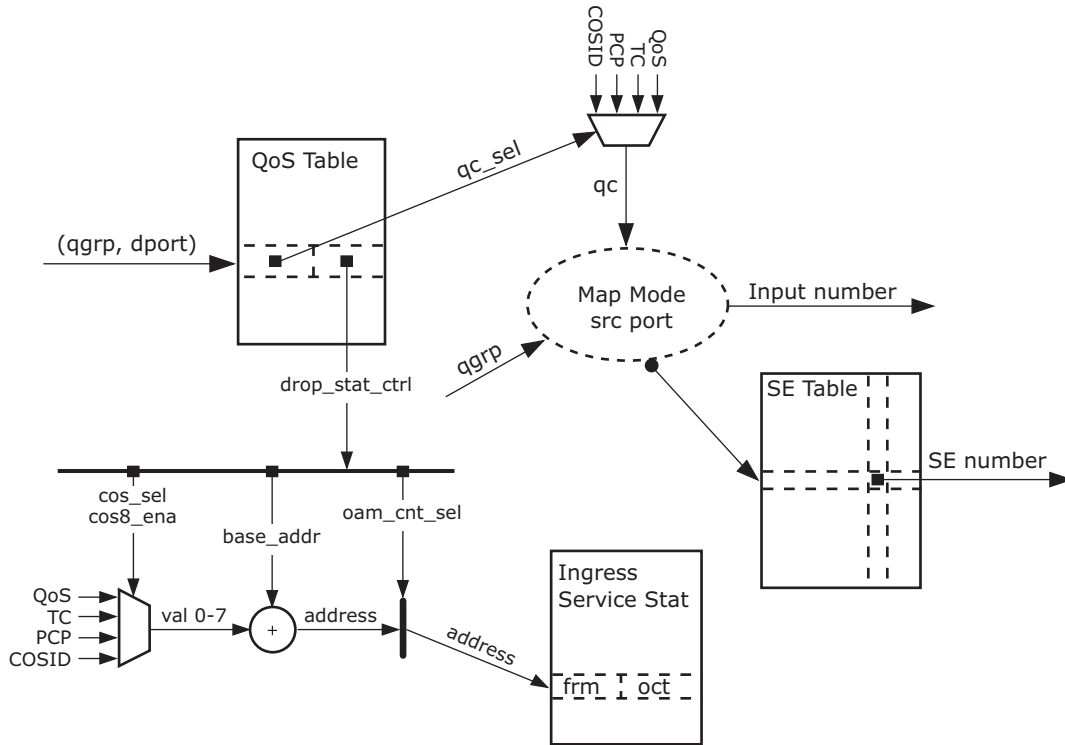 COSID
PCP
TC
QoS
QoS Table
qc_sel
qc
(qgrp, dport)
Map Mode
src port
Input number
qgrp
drop_stat_ctrl
SE Table
SE number
cos_sel
cos8_ena
base_addr
oam_cnt_sel
Ingress
Service Stat
QoS
TC
PCP
COSID
val 0-7
+
address
address
frm
oct